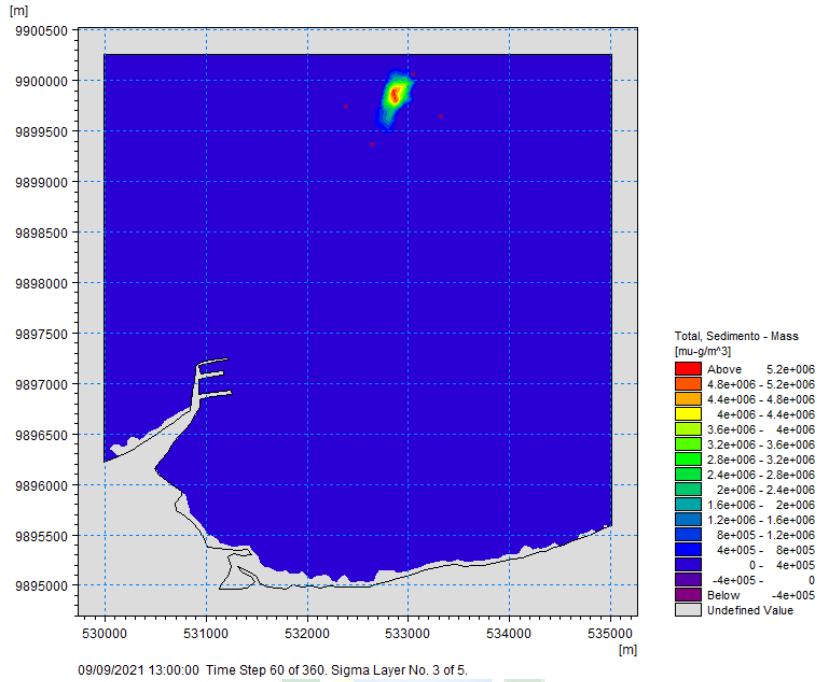 [m]
9900500
9900000
9899500
9899000
9898500
9898000
9897500
9897000
9896500
9896000
9895500
9895000
530000 531000 532000 533000 534000 535000
[m]
Total, Sedimento - Mass
[mu-g/m^3]
Above 5.2e+006
4.8e+006 - 5.2e+006
4.4e+006 - 4.8e+006
4e+006 - 4.4e+006
3.6e+006 - 4e+006
3.2e+006 - 3.6e+006
2.8e+006 - 3.2e+006
2.4e+006 - 2.8e+006
2e+006 - 2.4e+006
1.6e+006 - 2e+006
1.2e+006 - 1.6e+006
8e+005 - 1.2e+006
4e+005 - 8e+005
0 - 4e+005
-4e+005 - 0
Below -4e+005
Undefined Value
09/09/2021 13:00:00 Time Step 60 of 360. Sigma Layer No. 3 of 5.